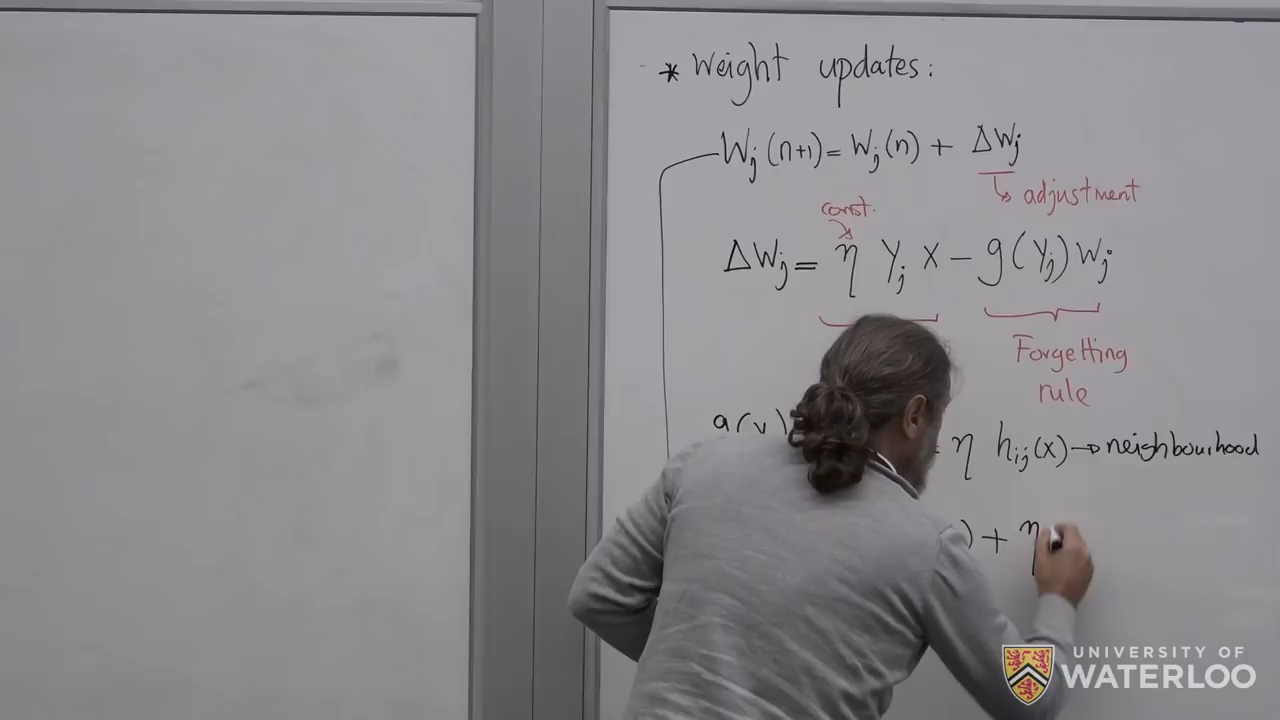 * Weight updates:
Wj(n+1) = Wj(n) + ΔWj
adjustment
const.
ΔWj = η Yj X − g(Yj) Wj
Forgetting
rule
= η hij(x) → neighbourhood
) + η
UNIVERSITY OF
WATERLOO